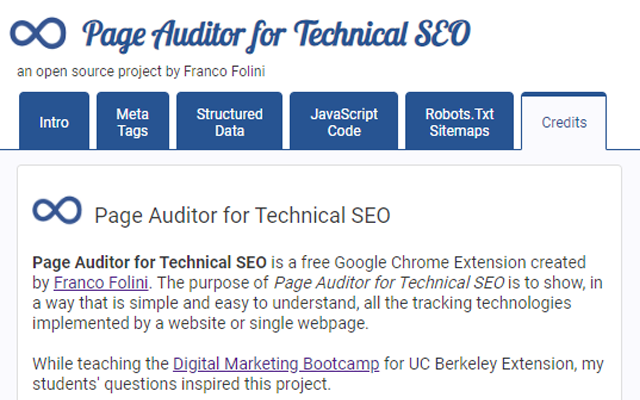 Page Auditor for Technical SEO
an open source project by Franco Folini
Intro
Meta
Tags
Structured
Data
JavaScript
Code
Robots.Txt
Sitemaps
Credits
Page Auditor for Technical SEO
Page Auditor for Technical SEO is a free Google Chrome Extension created
by Franco Folini. The purpose of Page Auditor for Technical SEO is to show, in
a way that is simple and easy to understand, all the tracking technologies
implemented by a website or single webpage.
While teaching the Digital Marketing Bootcamp for UC Berkeley Extension, my
students' questions inspired this project.